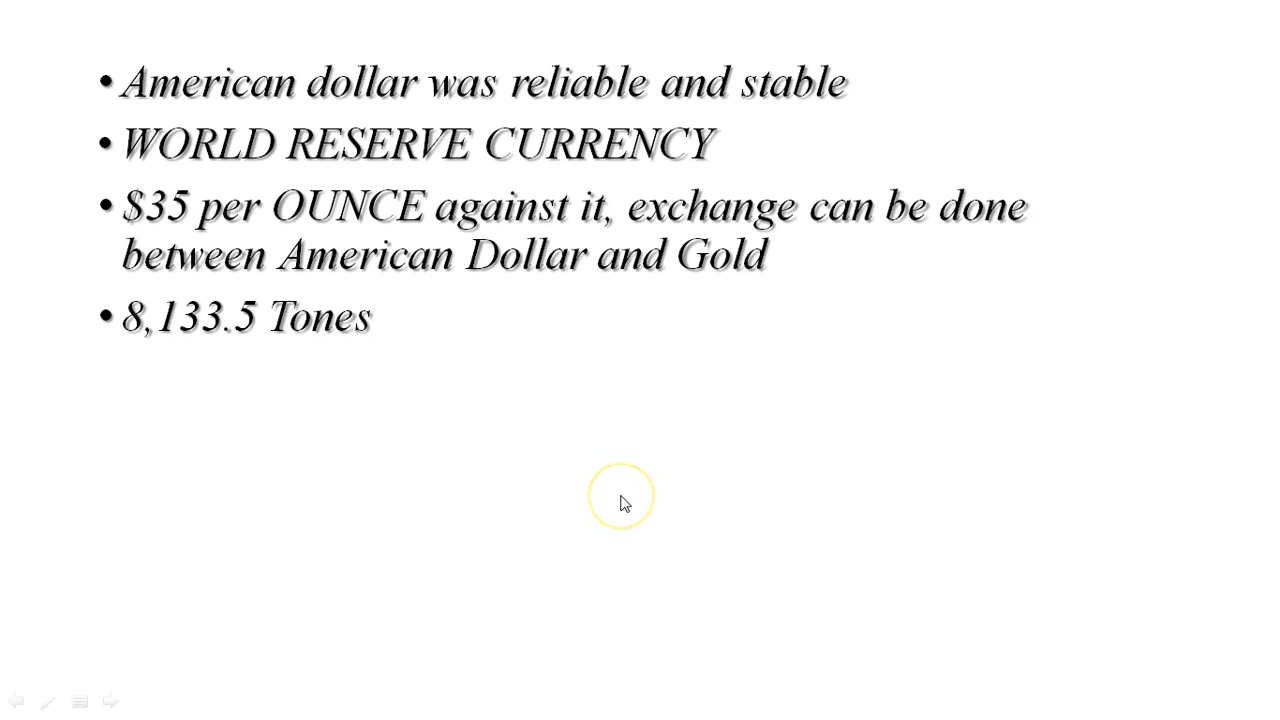 • American dollar was reliable and stable
• WORLD RESERVE CURRENCY
• $35 per OUNCE against it, exchange can be done
between American Dollar and Gold
• 8,133.5 Tones